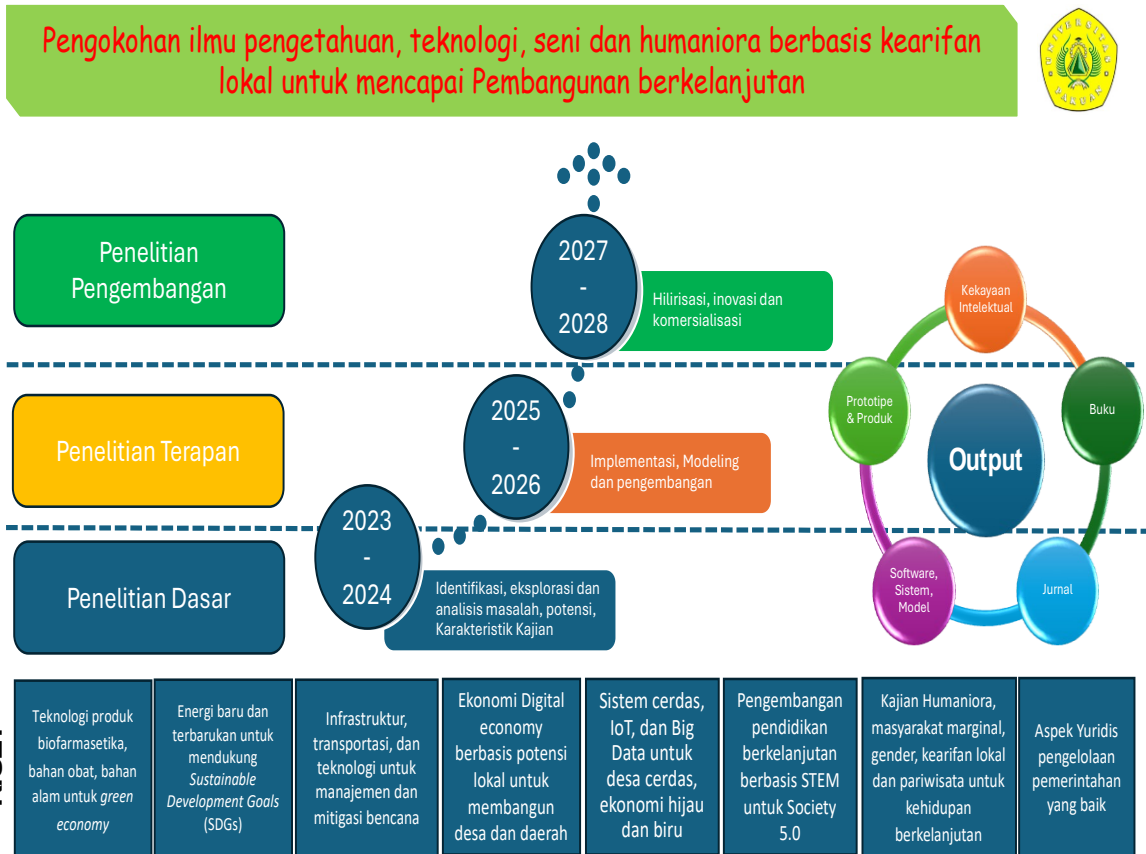 Pengokohan ilmu pengetahuan, teknologi, seni dan humaniora berbasis kearifan
lokal untuk mencapai Pembangunan berkelanjutan
UNIVERSITAS
PAKUAN
Penelitian
Pengembangan
2027
-
2028
Hilirisasi, inovasi dan
komersialisasi
Penelitian Terapan
2025
-
2026
Implementasi, Modeling
dan pengembangan
Penelitian Dasar
2023
-
2024
Identifikasi, eksplorasi dan
analisis masalah, potensi,
Karakteristik Kajian
Kekayaan
Intelektual
Prototipe
& Produk
Buku
Output
Software,
Sistem,
Model
Jurnal
Teknologi produk
biofarmasetika,
bahan obat, bahan
alam untuk green
economy
Energi baru dan
terbarukan untuk
mendukung
Sustainable
Development Goals
(SDGs)
Infrastruktur,
transportasi, dan
teknologi untuk
manajemen dan
mitigasi bencana
Ekonomi Digital
economy
berbasis potensi
lokal untuk
membangun
desa dan daerah
Sistem cerdas,
IoT, dan Big
Data untuk
desa cerdas,
ekonomi hijau
dan biru
Pengembangan
pendidikan
berkelanjutan
berbasis STEM
untuk Society
5.0
Kajian Humaniora,
masyarakat marginal,
gender, kearifan lokal
dan pariwisata untuk
kehidupan
berkelanjutan
Aspek Yuridis
pengelolaan
pemerintahan
yang baik